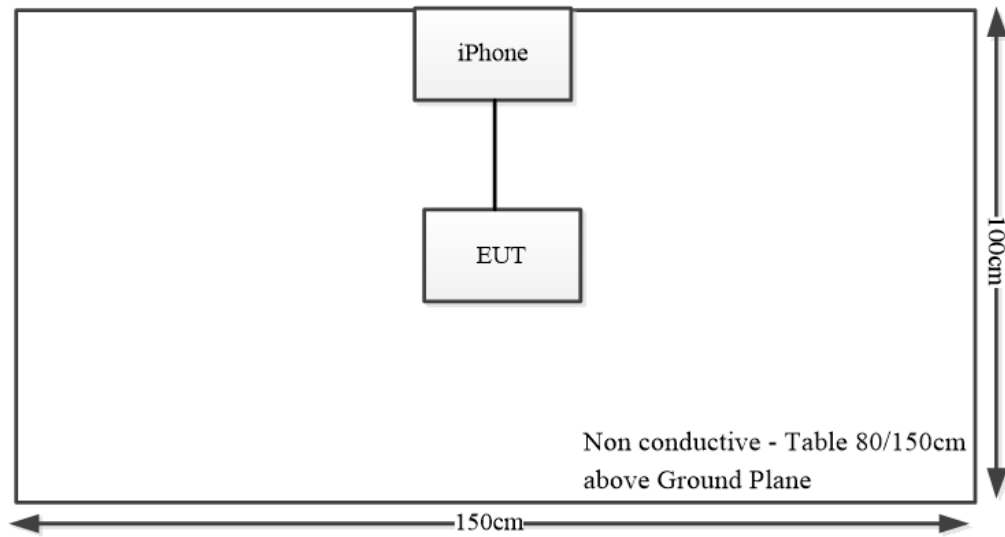 iPhone
EUT
100cm
Non conductive - Table 80/150cm
above Ground Plane
150cm